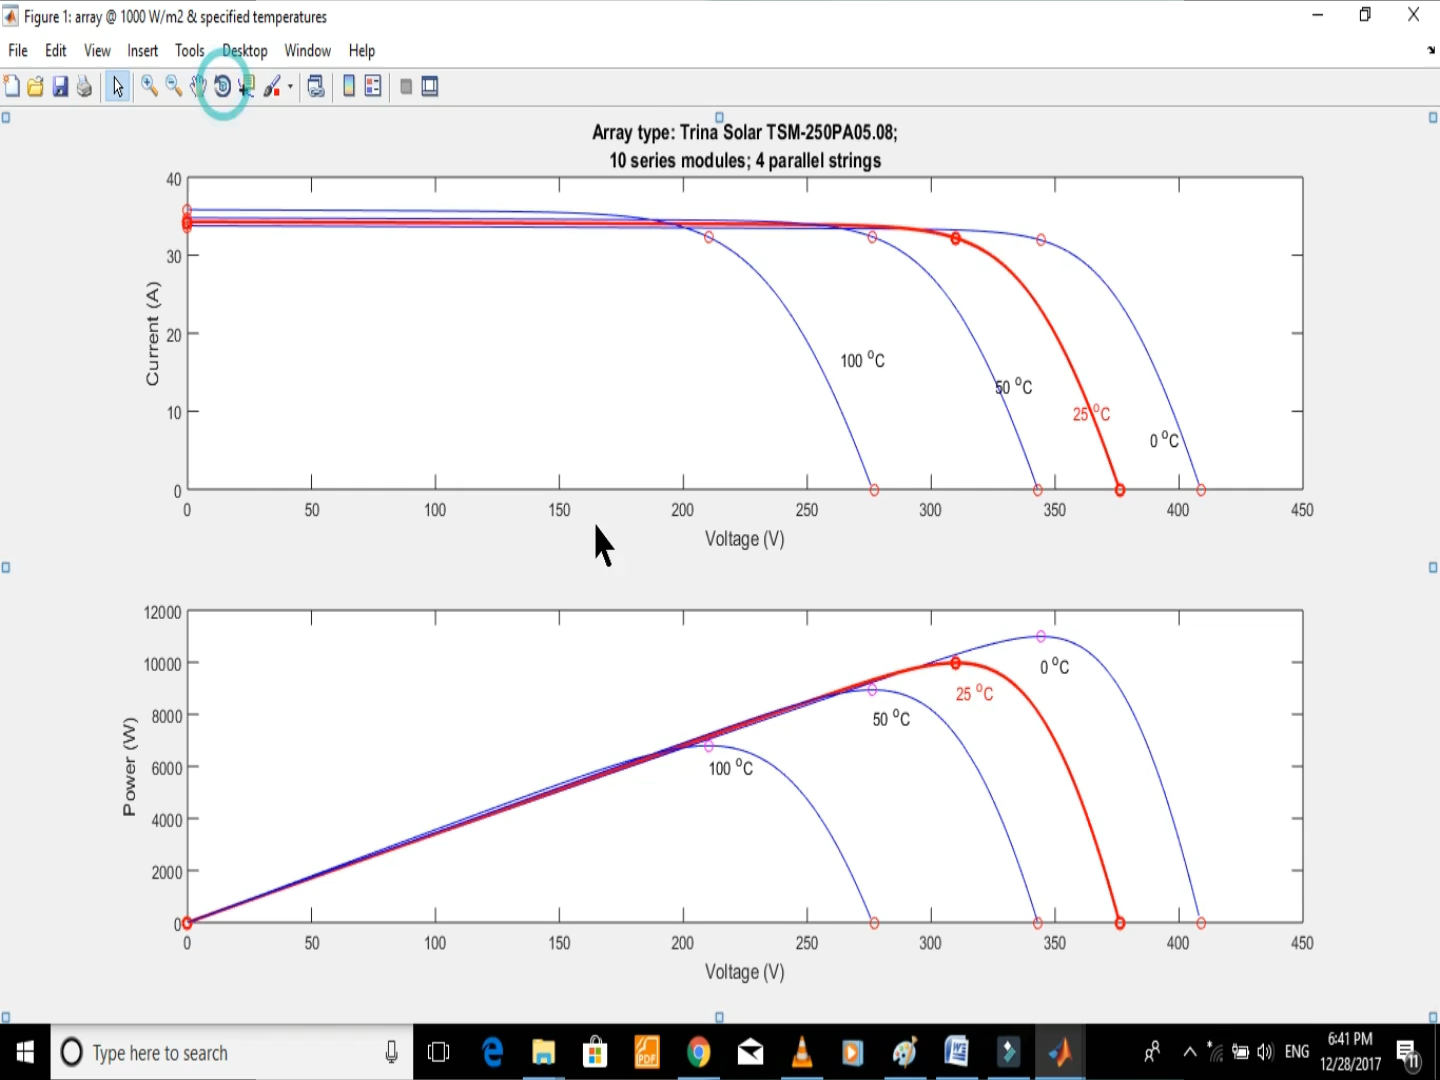 Figure 1: array @ 1000 W/m2 & specified temperatures
File Edit View Insert Tools Desktop Window Help
Array type: Trina Solar TSM-250PA05.08;
10 series modules; 4 parallel strings
40
30
20
10
0
Current (A)
100 °C
50 °C
25 °C
0 °C
0 50 100 150 200 250 300 350 400 450
Voltage (V)
12000
10000
8000
6000
4000
2000
0
Power (W)
0 °C
25 °C
50 °C
100 °C
0 50 100 150 200 250 300 350 400 450
Voltage (V)
Type here to search
PDF
W
ENG
6:41 PM
12/28/2017
11